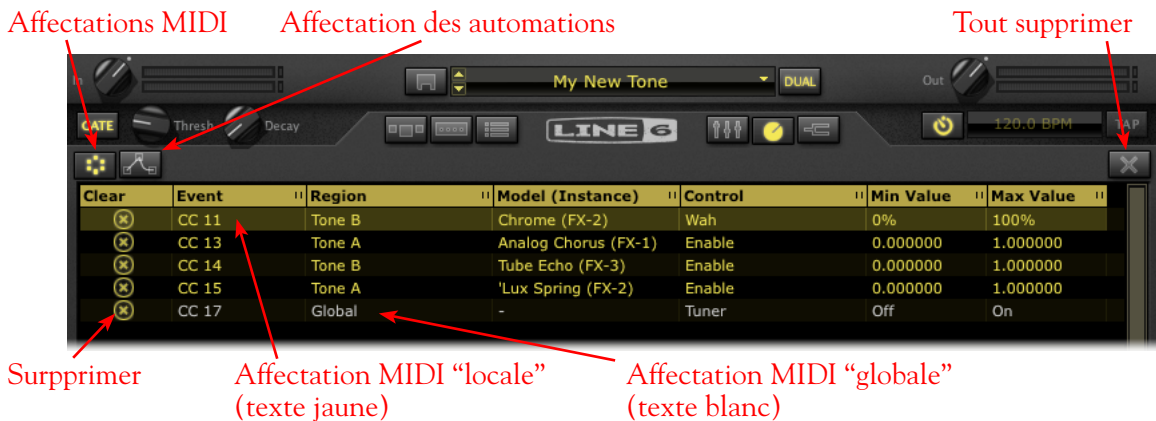 Affectations MIDI Affectation des automations Tout supprimer
In My New Tone DUAL Out
GATE Thresh Decay LINE 6 120.0 BPM TAP
Clear Event Region Model (Instance) Control Min Value Max Value
CC 11 Tone B Chrome (FX-2) Wah 0% 100%
CC 13 Tone A Analog Chorus (FX-1) Enable 0.000000 1.000000
CC 14 Tone B Tube Echo (FX-3) Enable 0.000000 1.000000
CC 15 Tone A 'Lux Spring (FX-2) Enable 0.000000 1.000000
CC 17 Global - Tuner Off On
Surpprimer Affectation MIDI “locale” Affectation MIDI “globale”
(texte jaune) (texte blanc)